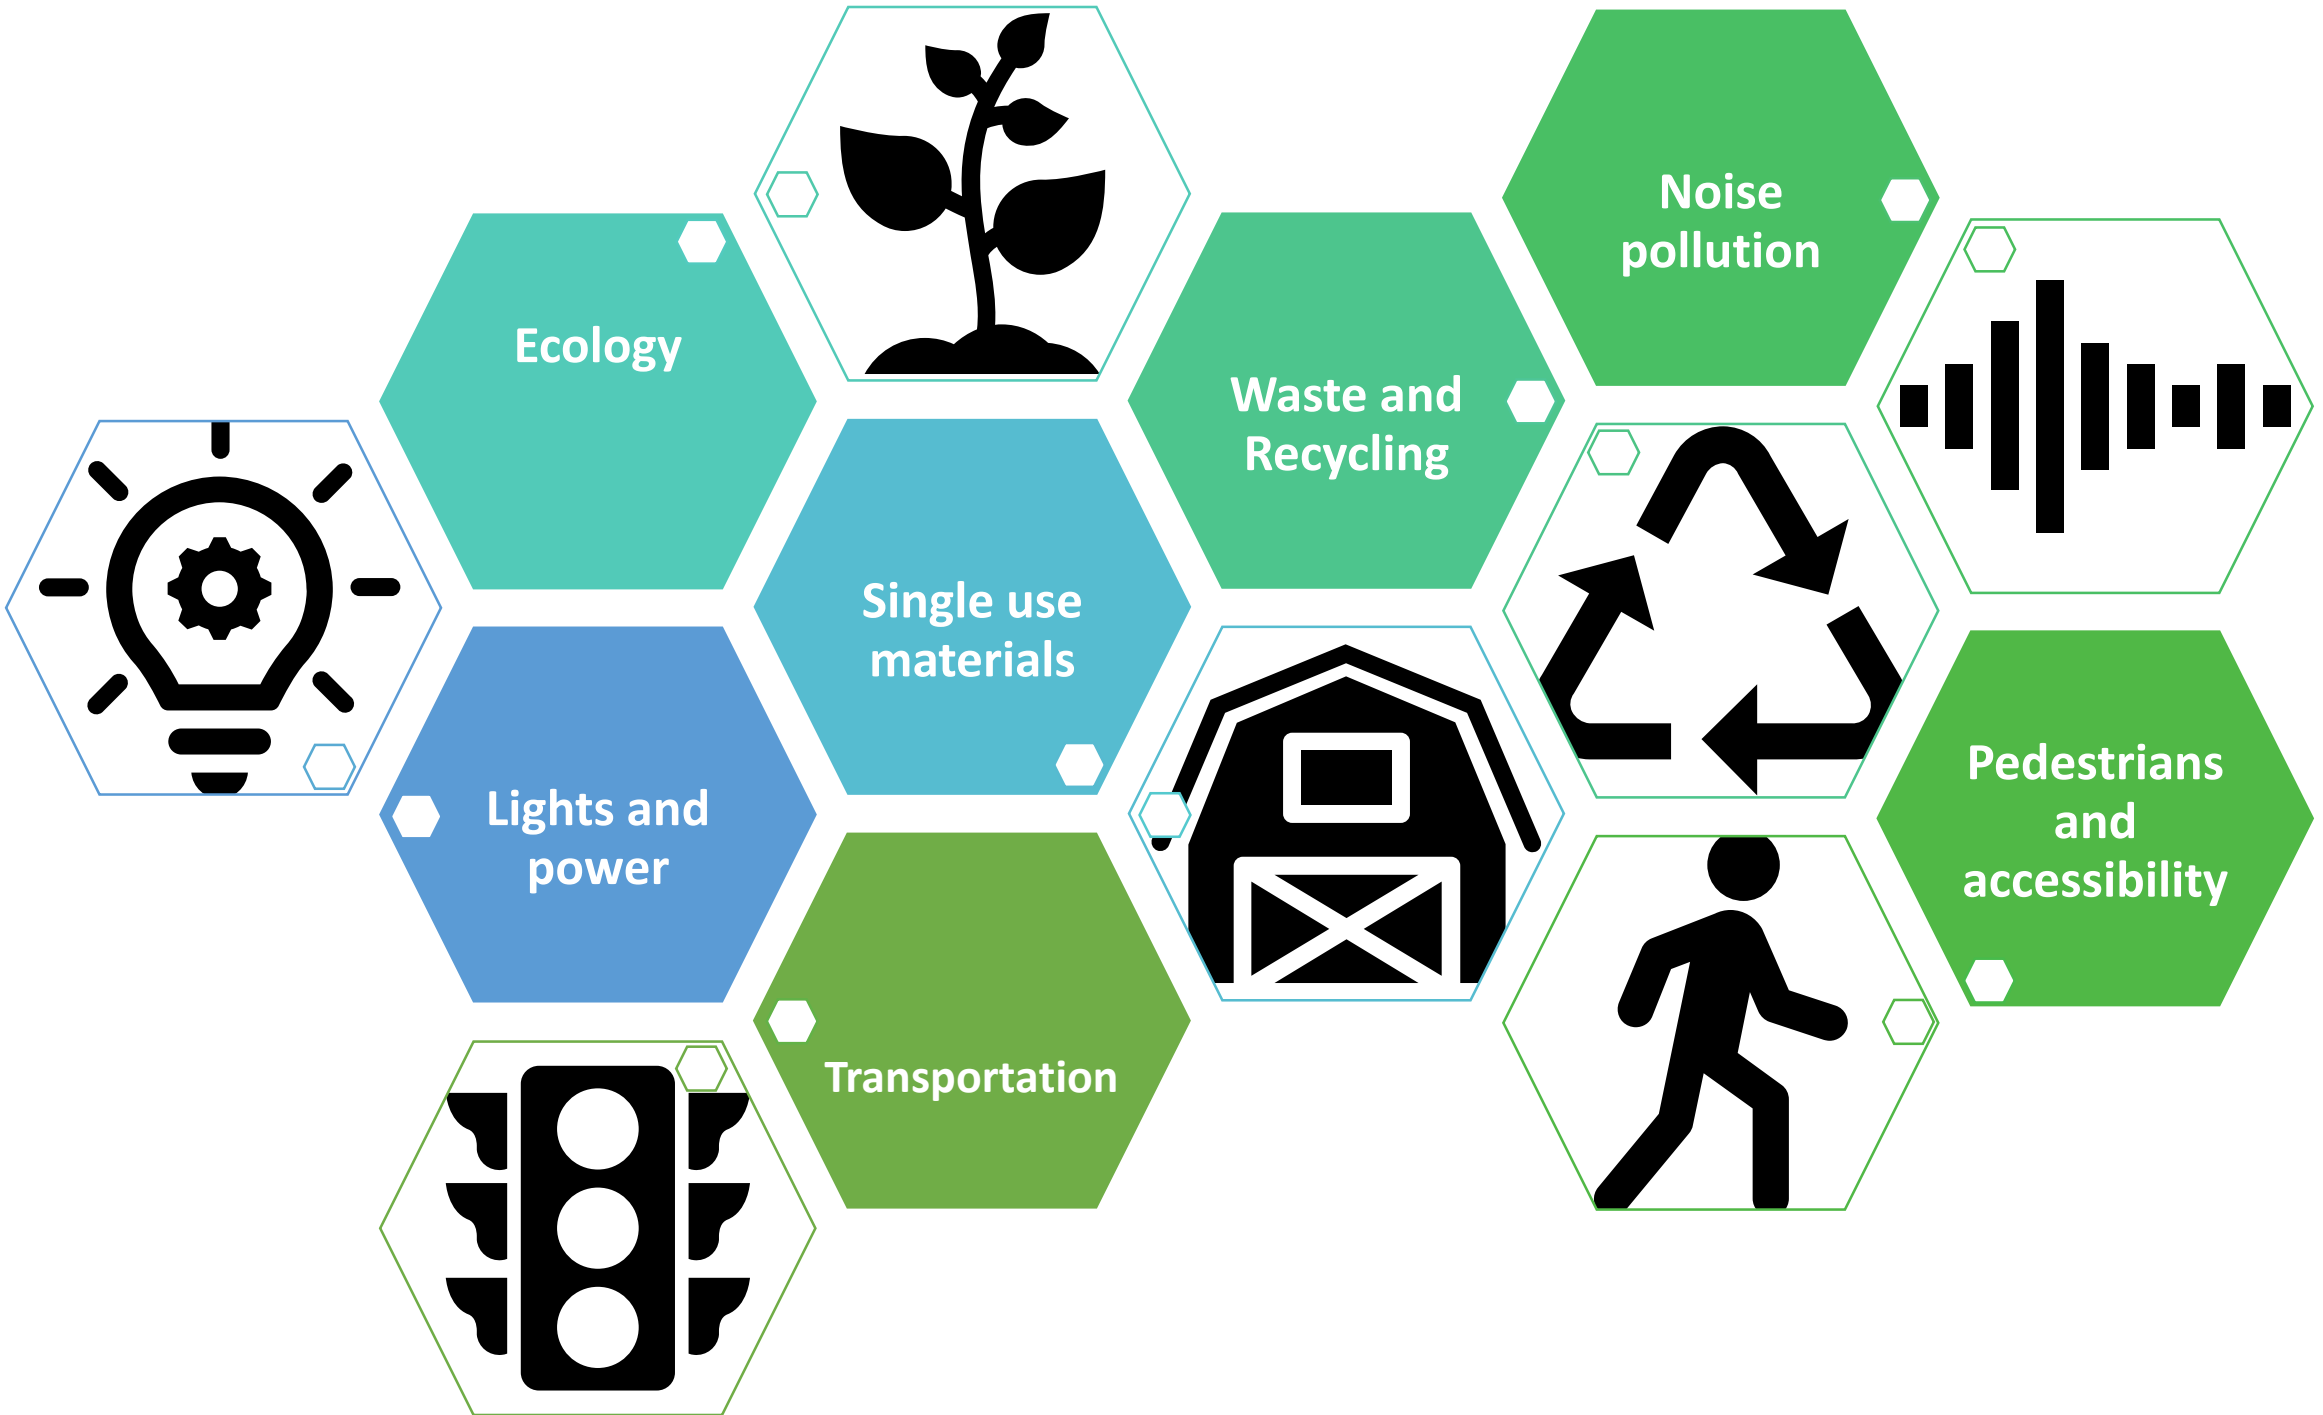 Noise
pollution
Ecology
Waste and
Recycling
Single use
materials
Lights and
power
Pedestrians
and
accessibility
Transportation